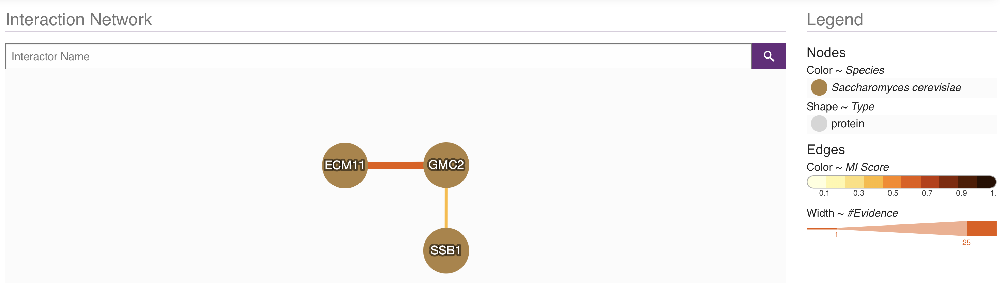 Interaction Network
Interactor Name
ECM11
GMC2
SSB1
Legend
Nodes
Color ~ Species
Saccharomyces cerevisiae
Shape ~ Type
protein
Edges
Color ~ MI Score
0.1 0.3 0.5 0.7 0.9 1.
Width ~ #Evidence
1
25